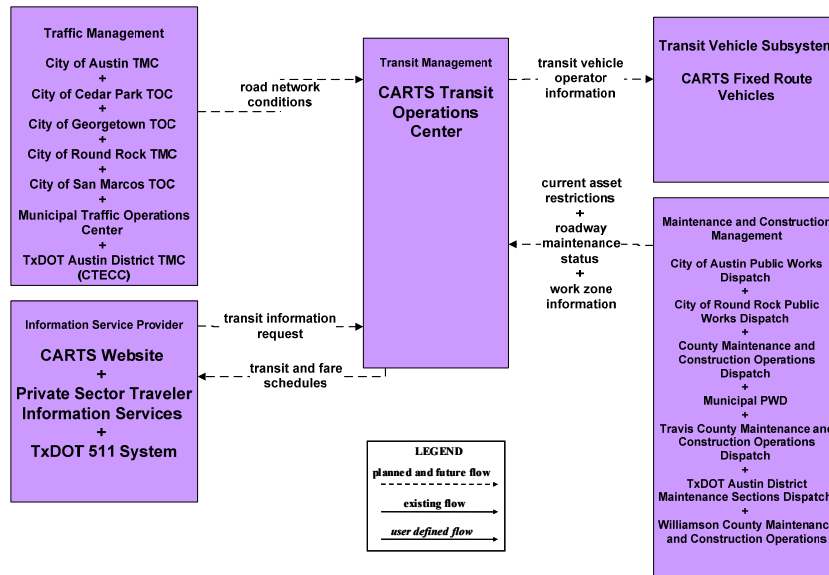 Traffic Management
City of Austin TMC
+
City of Cedar Park TOC
+
City of Georgetown TOC
+
City of Round Rock TMC
+
City of San Marcos TOC
+
Municipal Traffic Operations
Center
+
TxDOT Austin District TMC
(CTECC)
road network
conditions
Transit Management
CARTS Transit
Operations
Center
transit vehicle
operator
information
Transit Vehicle Subsystem
CARTS Fixed Route
Vehicles
current asset
restrictions
+
roadway
maintenance
status
+
work zone
information
Maintenance and Construction
Management
City of Austin Public Works
Dispatch
+
City of Round Rock Public
Works Dispatch
+
County Maintenance and
Construction Operations
Dispatch
+
Municipal PWD
+
Travis County Maintenance and
Construction Operations
Dispatch
+
TxDOT Austin District
Maintenance Sections Dispatch
+
Williamson County Maintenance
and Construction Operations
Information Service Provider
CARTS Website
+
Private Sector Traveler
Information Services
+
TxDOT 511 System
transit information
request
transit and fare
schedules
LEGEND
planned and future flow
existing flow
user defined flow